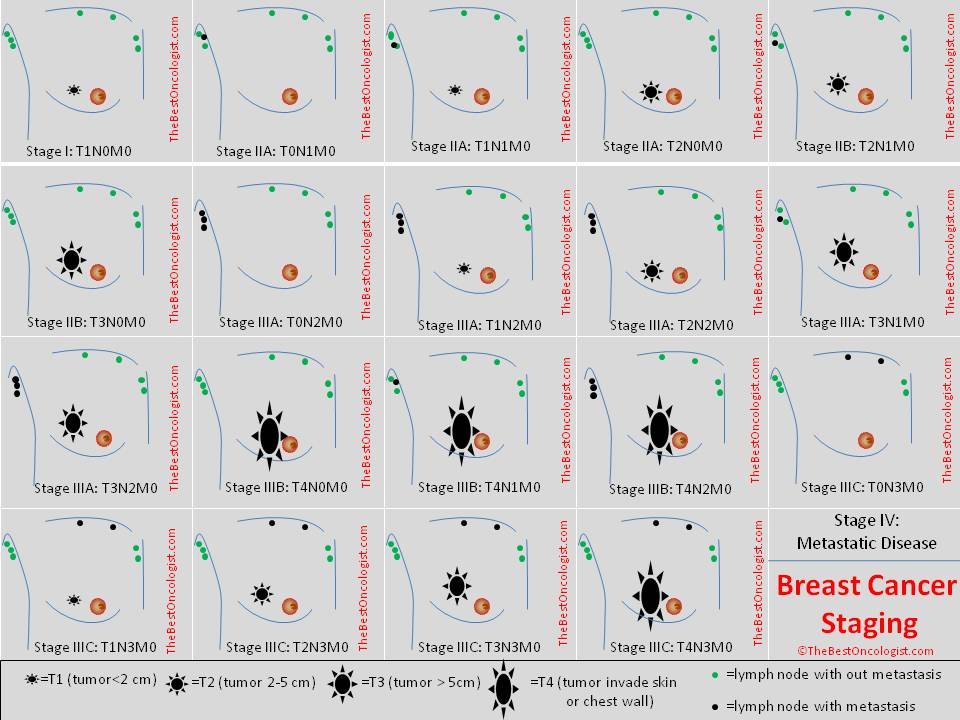 TheBestOncologist.com
Stage I: T1N0M0
TheBestOncologist.com
Stage IIA: T0N1M0
TheBestOncologist.com
Stage IIA: T1N1M0
TheBestOncologist.com
Stage IIA: T2N0M0
TheBestOncologist.com
Stage IIB: T2N1M0
TheBestOncologist.com
Stage IIB: T3N0M0
TheBestOncologist.com
Stage IIIA: T0N2M0
TheBestOncologist.com
Stage IIIA: T1N2M0
TheBestOncologist.com
Stage IIIA: T2N2M0
TheBestOncologist.com
Stage IIIA: T3N1M0
TheBestOncologist.com
Stage IIIA: T3N2M0
TheBestOncologist.com
Stage IIIB: T4N0M0
TheBestOncologist.com
Stage IIIB: T4N1M0
TheBestOncologist.com
Stage IIIB: T4N2M0
TheBestOncologist.com
Stage IIIC: T0N3M0
TheBestOncologist.com
Stage IIIC: T1N3M0
TheBestOncologist.com
Stage IIIC: T2N3M0
TheBestOncologist.com
Stage IIIC: T3N3M0
TheBestOncologist.com
Stage IIIC: T4N3M0
Stage IV:
Metastatic Disease
Breast Cancer
Staging
©TheBestOncologist.com
=T1 (tumor<2 cm)
=T2 (tumor 2-5 cm)
=T3 (tumor > 5cm)
=T4 (tumor invade skin
or chest wall)
=lymph node with out metastasis
=lymph node with metastasis